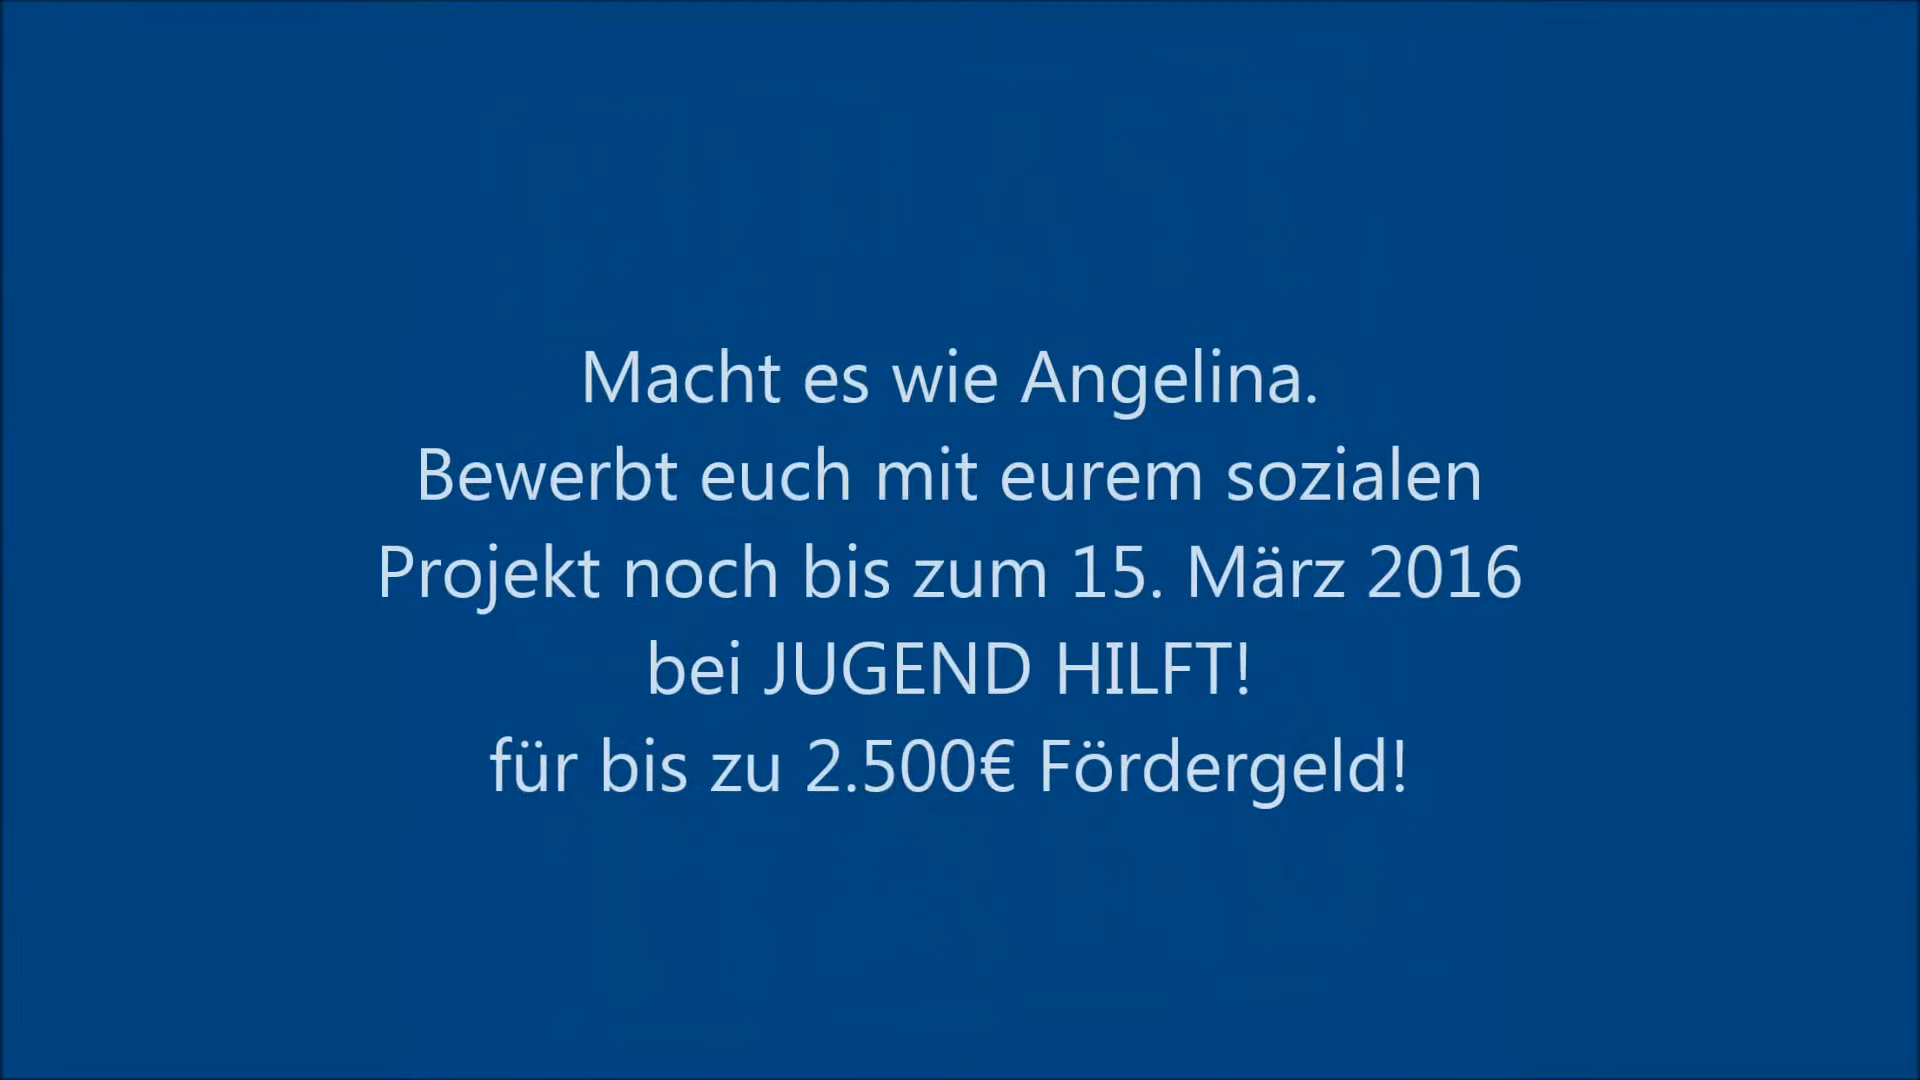 Macht es wie Angelina.
Bewerbt euch mit eurem sozialen
Projekt noch bis zum 15. März 2016
bei JUGEND HILFT!
für bis zu 2.500€ Fördergeld!